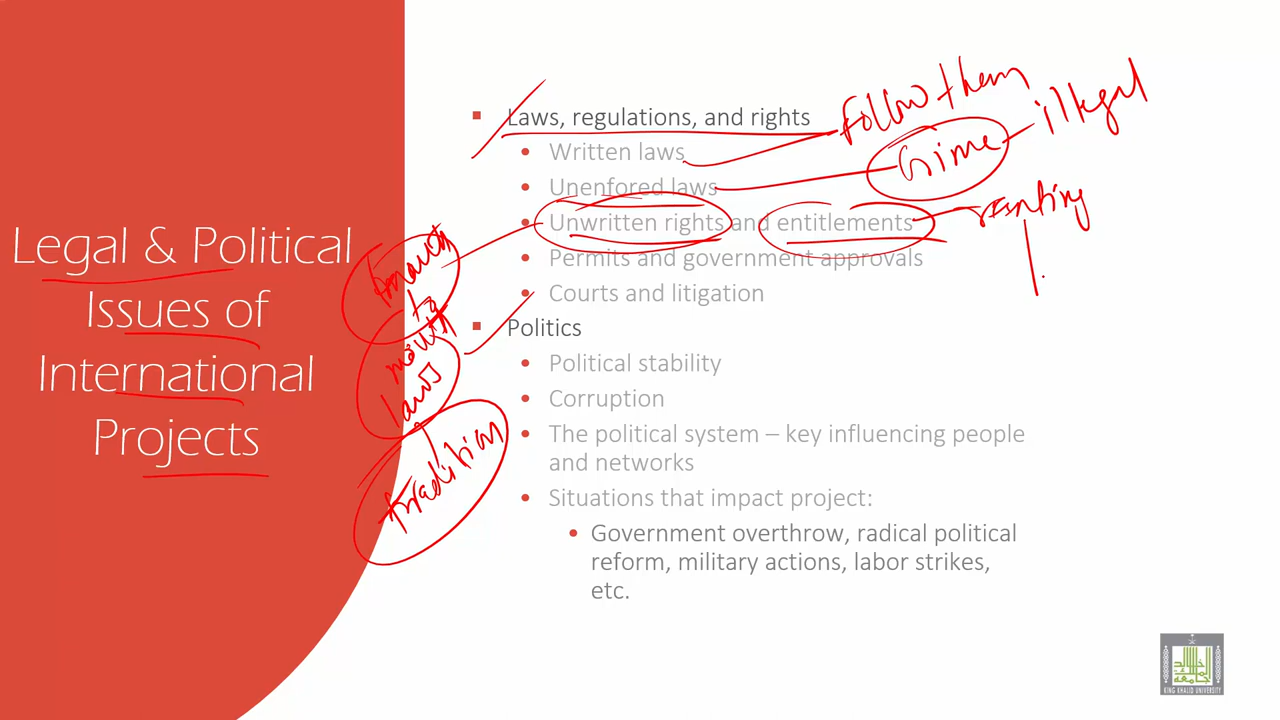 Legal & Political
Issues of
International
Projects
Laws, regulations, and rights
Written laws
Unenfored laws
Unwritten rights and entitlements
Permits and government approvals
Courts and litigation
Politics
Political stability
Corruption
The political system – key influencing people
and networks
Situations that impact project:
Government overthrow, radical political
reform, military actions, labor strikes,
etc.
follow them
Crime
illegal
to
mouth
laws
tradition
KING KHALID UNIVERSITY